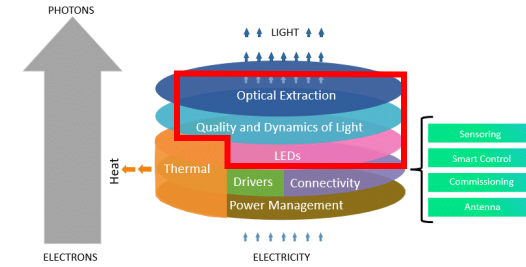 PHOTONS
LIGHT
Optical Extraction
Quality and Dynamics of Light
LEDs
Thermal
Heat
Drivers
Connectivity
Power Management
Sensoring
Smart Control
Commissioning
Antenna
ELECTRONS
ELECTRICITY